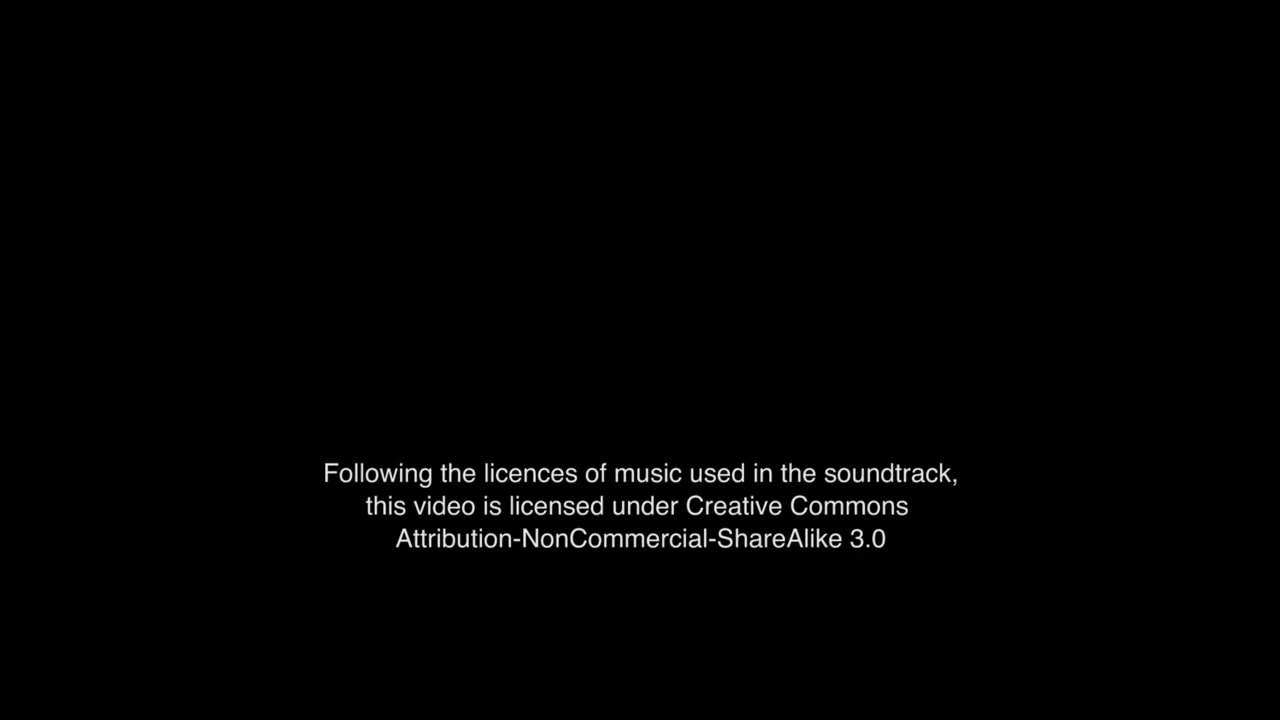 Following the licences of music used in the soundtrack,
this video is licensed under Creative Commons
Attribution-NonCommercial-ShareAlike 3.0